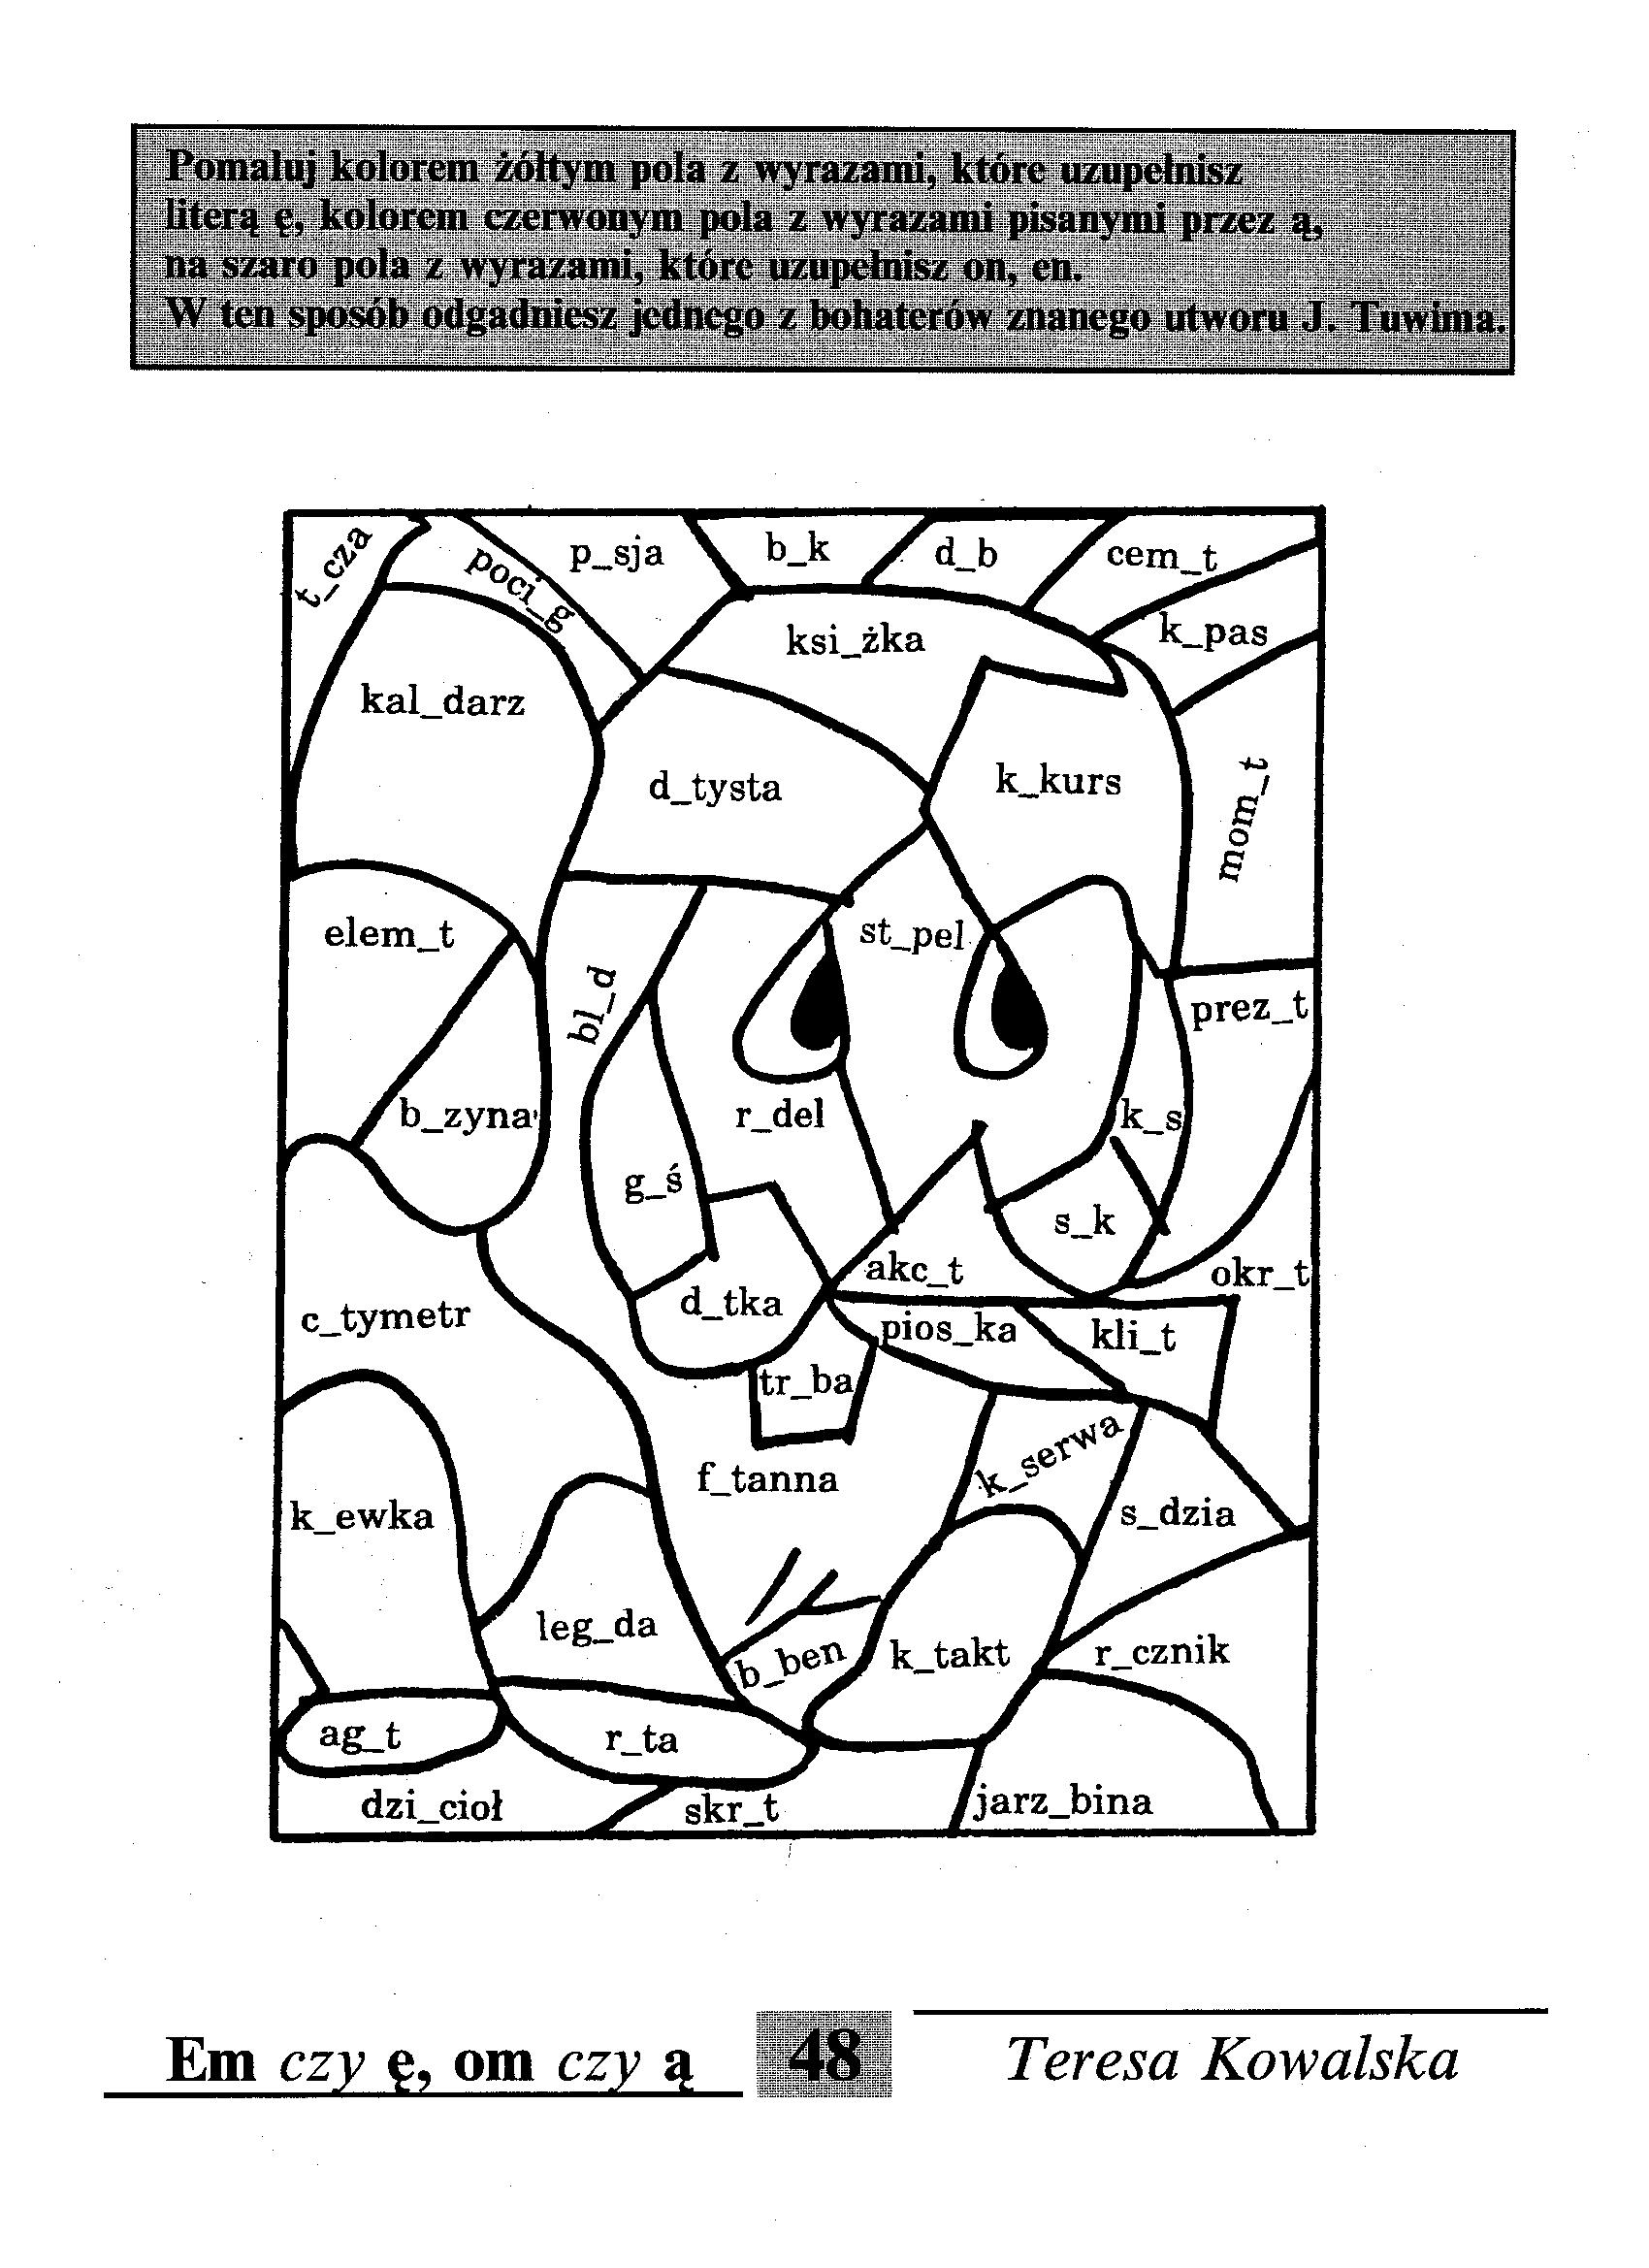 Pomaluj kolorem żółtym pola z wyrazami, które uzupełnisz
literą ę, kolorem czerwonym pola z wyrazami pisanymi przez ą,
na szaro pola z wyrazami, które uzupełnisz on, en.
W ten sposób odgadniesz jednego z bohaterów znanego utworu J. Tuwima.
t_cza
poci_g
p_sja
b_k
d_b
cem_t
k_pas
ksi_żka
kal_darz
d_tysta
k_kurs
mom_t
elem_t
bl_d
st_pel
prez_t
b_zyna
r_del
k_s
g_ś
s_k
akc_t
okr_t
d_tka
c_tymetr
pios_ka
kli_t
tr_ba
k_serwa
f_tanna
k_ewka
s_dzia
leg_da
b_ben
k_takt
r_cznik
ag_t
r_ta
dzi_cioł
skr_t
jarz_bina
Em czy ę, om czy ą
48
Teresa Kowalska